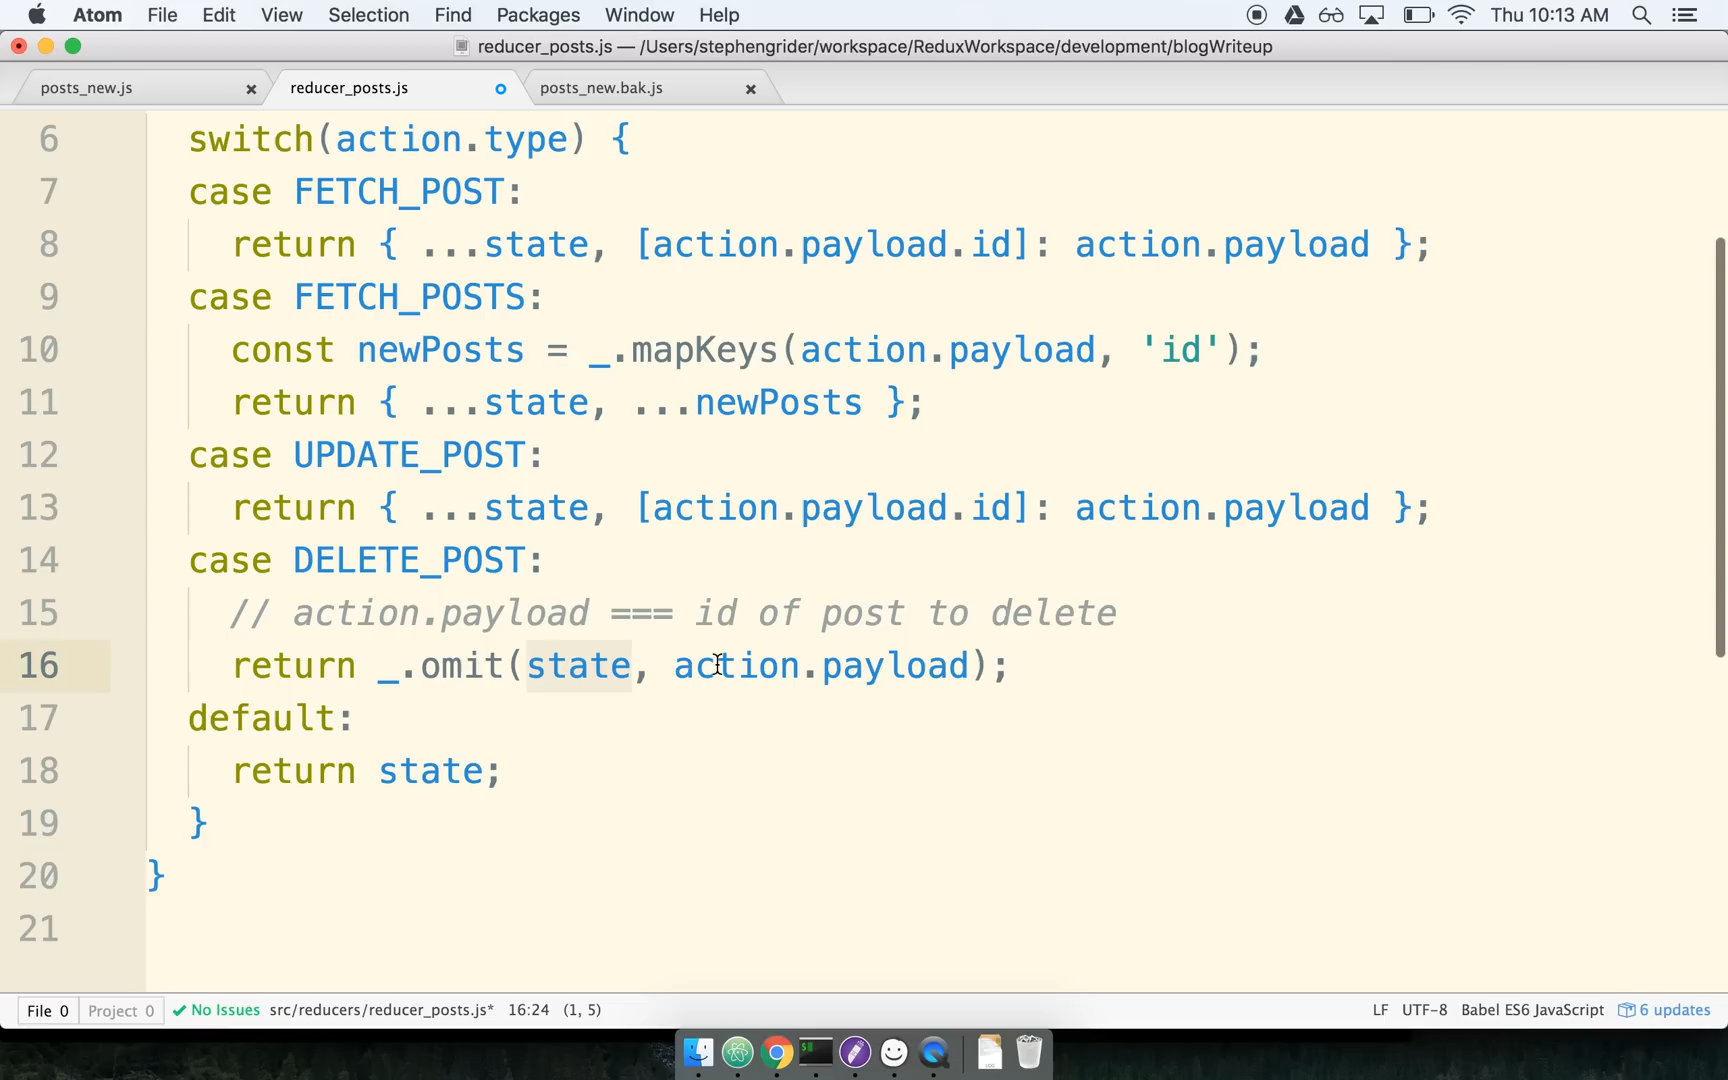 Atom File Edit View Selection Find Packages Window Help Thu 10:13 AM
reducer_posts.js — /Users/stephengrider/workspace/ReduxWorkspace/development/blogWriteup
posts_new.js reducer_posts.js posts_new.bak.js
6 switch(action.type) {
7 case FETCH_POST:
8 return { ...state, [action.payload.id]: action.payload };
9 case FETCH_POSTS:
10 const newPosts = _.mapKeys(action.payload, 'id');
11 return { ...state, ...newPosts };
12 case UPDATE_POST:
13 return { ...state, [action.payload.id]: action.payload };
14 case DELETE_POST:
15 // action.payload === id of post to delete
16 return _.omit(state, action.payload);
17 default:
18 return state;
19 }
20 }
21
File 0 Project 0 No Issues src/reducers/reducer_posts.js* 16:24 (1, 5) LF UTF-8 Babel ES6 JavaScript 6 updates